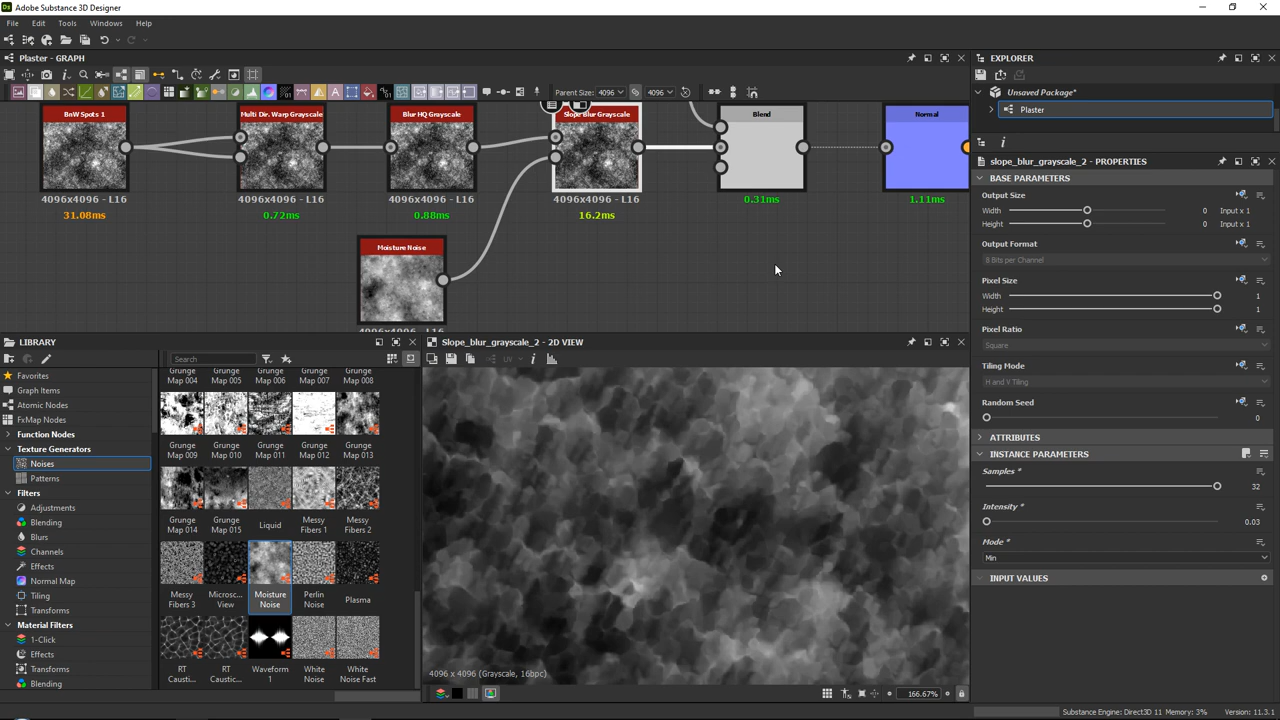 Adobe Substance 3D Designer
File Edit Tools Windows Help
Plaster - GRAPH
Parent Size: 4096 4096
BnW Spots 1
4096x4096 - L16
31.08ms
Multi Dir. Warp Grayscale
4096x4096 - L16
0.72ms
Blur HQ Grayscale
4096x4096 - L16
0.88ms
Slope Blur Grayscale
4096x4096 - L16
16.2ms
Blend
0.31ms
Normal
1.11ms
Moisture Noise
4096x4096 - L16
LIBRARY
Search
Favorites
Graph Items
Atomic Nodes
FxMap Nodes
Function Nodes
Texture Generators
Noises
Patterns
Filters
Adjustments
Blending
Blurs
Channels
Effects
Normal Map
Tiling
Transforms
Material Filters
1-Click
Effects
Transforms
Blending
Grunge Grunge Grunge Grunge Grunge
Map 004 Map 005 Map 006 Map 007 Map 008
Grunge Grunge Grunge Grunge Grunge
Map 009 Map 010 Map 011 Map 012 Map 013
Grunge Grunge Liquid Messy Messy
Map 014 Map 015 Fibers 1 Fibers 2
Messy Microsc... Moisture Perlin Plasma
Fibers 3 View Noise Noise
RT RT Waveform White White
Causti... Caustic... 1 Noise Noise Fast
Slope_blur_grayscale_2 - 2D VIEW
UV
4096 x 4096 (Grayscale, 16bpc)
166.67%
EXPLORER
Unsaved Package*
Plaster
slope_blur_grayscale_2 - PROPERTIES
BASE PARAMETERS
Output Size
Width 0 Input x 1
Height 0 Input x 1
Output Format
8 Bits per Channel
Pixel Size
Width 1
Height 1
Pixel Ratio
Square
Tiling Mode
H and V Tiling
Random Seed
0
ATTRIBUTES
INSTANCE PARAMETERS
Samples *
32
Intensity *
0.03
Mode *
Min
INPUT VALUES
Substance Engine: Direct3D 11 Memory: 3% Version: 11.3.1